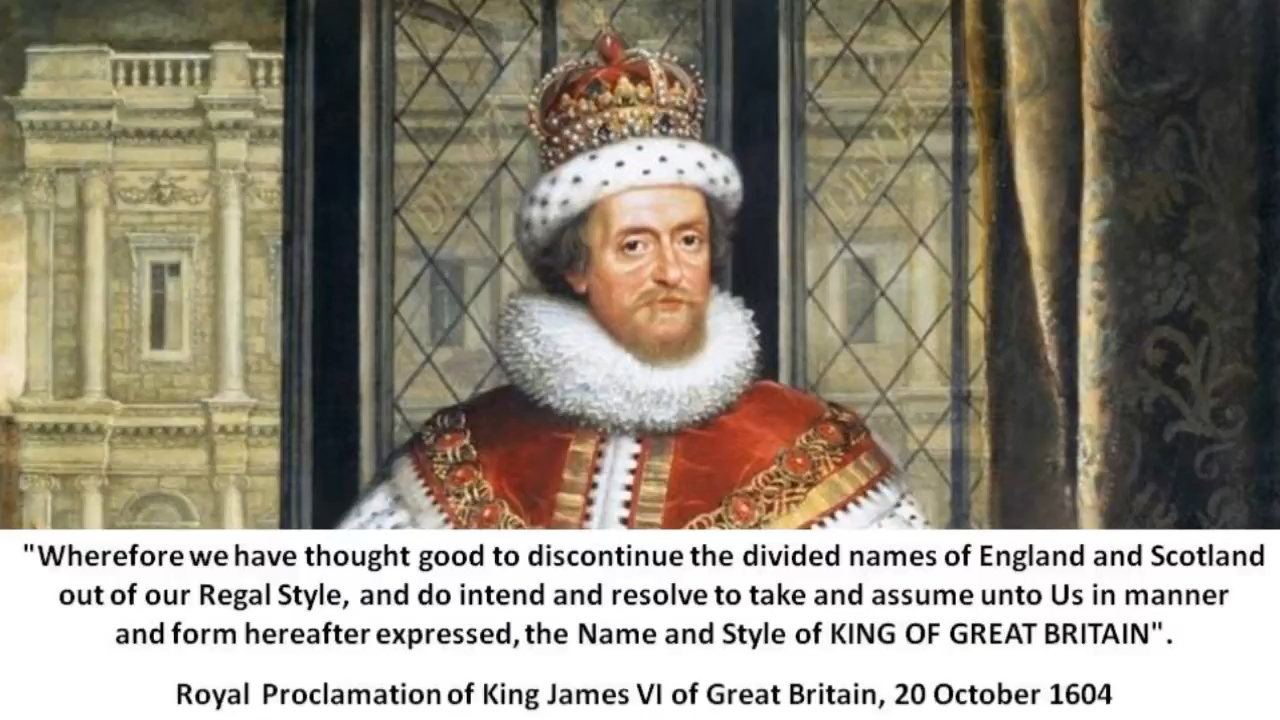 "Wherefore we have thought good to discontinue the divided names of England and Scotland
out of our Regal Style, and do intend and resolve to take and assume unto Us in manner
and form hereafter expressed, the Name and Style of KING OF GREAT BRITAIN".
Royal Proclamation of King James VI of Great Britain, 20 October 1604